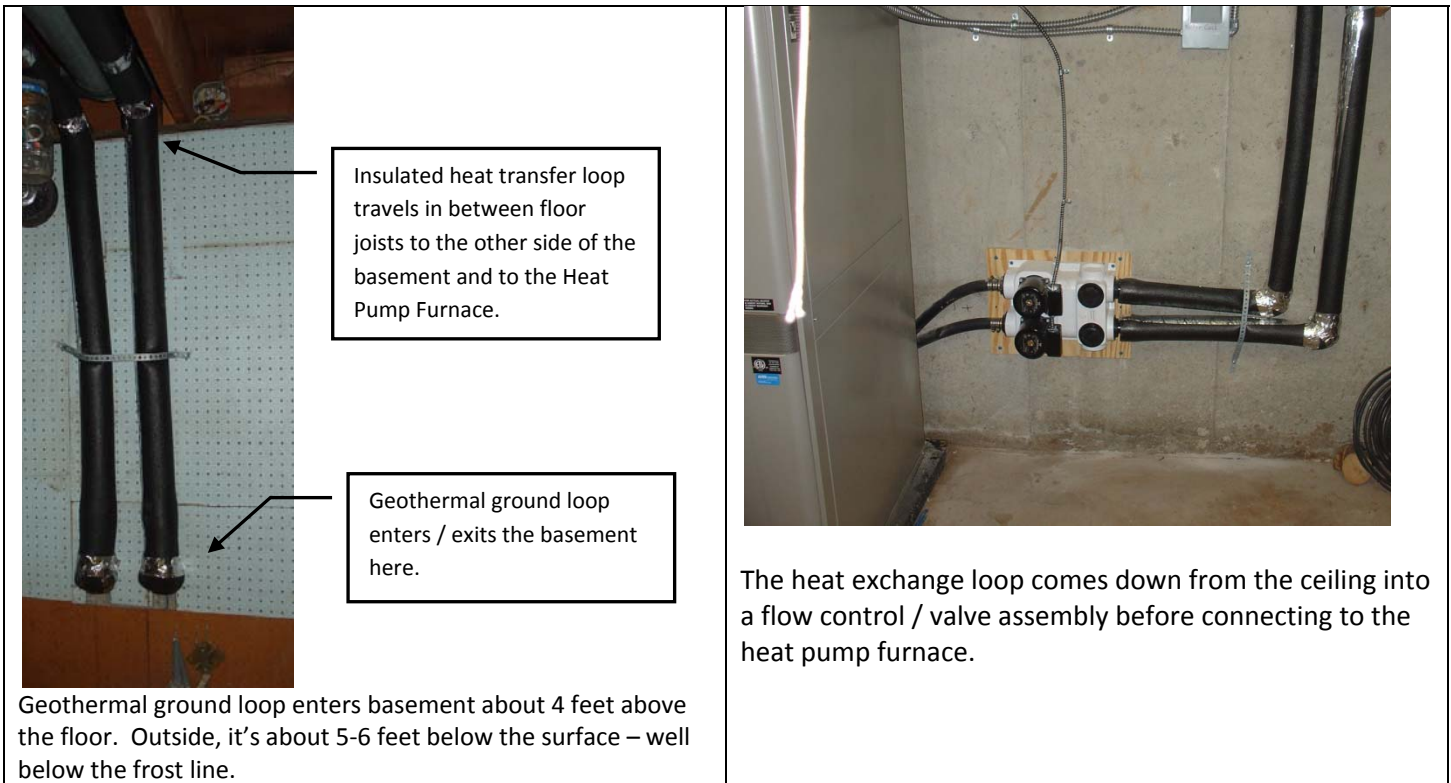 Insulated heat transfer loop
travels in between floor
joists to the other side of the
basement and to the Heat
Pump Furnace.
Geothermal ground loop
enters / exits the basement
here.
Geothermal ground loop enters basement about 4 feet above
the floor.  Outside, it’s about 5-6 feet below the surface – well
below the frost line.
The heat exchange loop comes down from the ceiling into
a flow control / valve assembly before connecting to the
heat pump furnace.